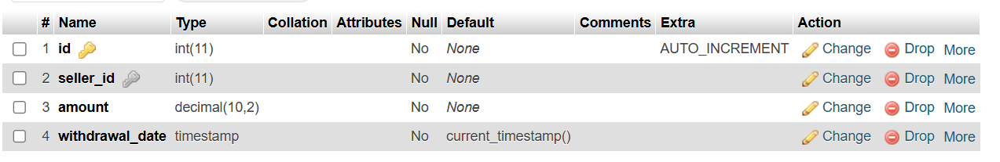 # Name Type Collation Attributes Null Default Comments Extra Action
1 id int(11) No None AUTO_INCREMENT Change Drop More
2 seller_id int(11) No None Change Drop More
3 amount decimal(10,2) No None Change Drop More
4 withdrawal_date timestamp No current_timestamp() Change Drop More